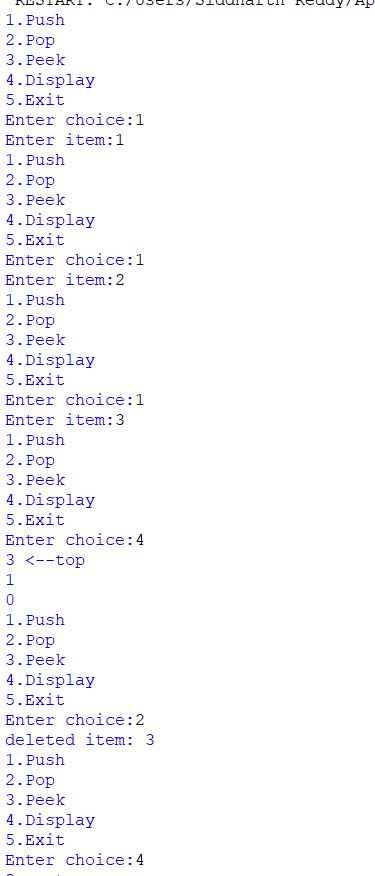 RESTART: C:/Users/Siddharth Reddy/Ap
1.Push
2.Pop
3.Peek
4.Display
5.Exit
Enter choice:1
Enter item:1
1.Push
2.Pop
3.Peek
4.Display
5.Exit
Enter choice:1
Enter item:2
1.Push
2.Pop
3.Peek
4.Display
5.Exit
Enter choice:1
Enter item:3
1.Push
2.Pop
3.Peek
4.Display
5.Exit
Enter choice:4
3 <--top
1
0
1.Push
2.Pop
3.Peek
4.Display
5.Exit
Enter choice:2
deleted item: 3
1.Push
2.Pop
3.Peek
4.Display
5.Exit
Enter choice:4